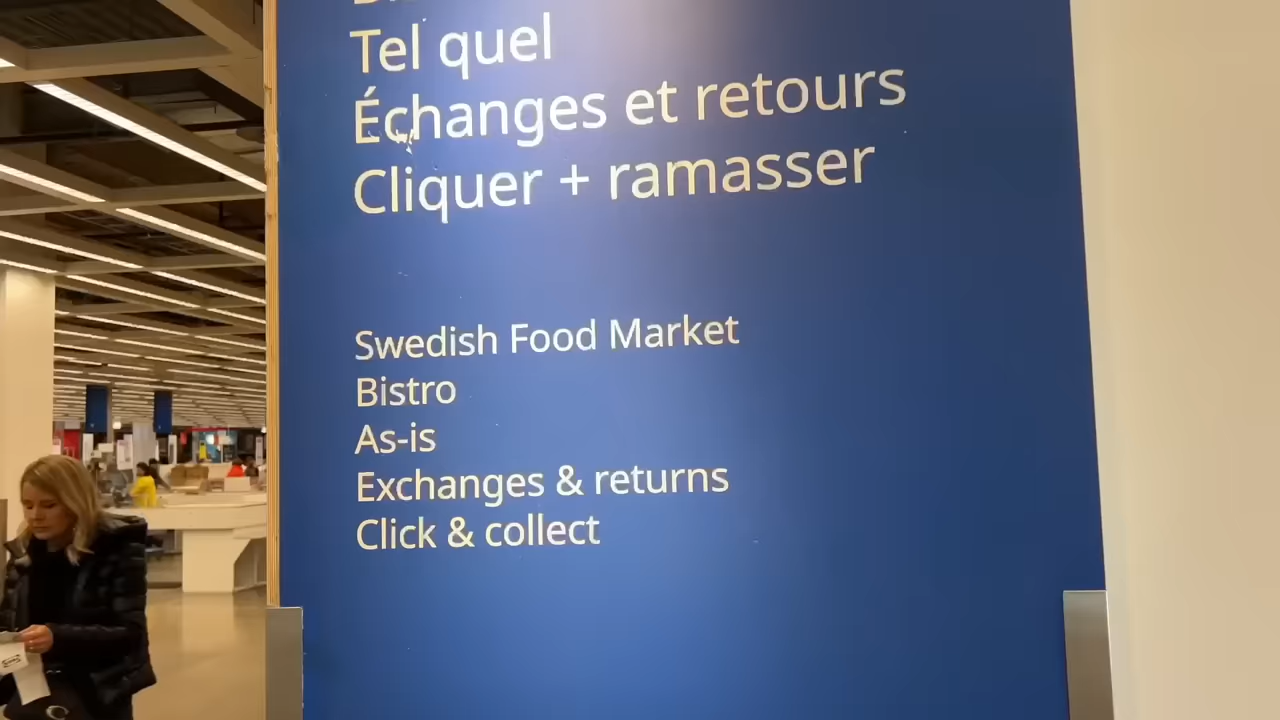 Tel quel
Échanges et retours
Cliquer + ramasser
Swedish Food Market
Bistro
As-is
Exchanges & returns
Click & collect